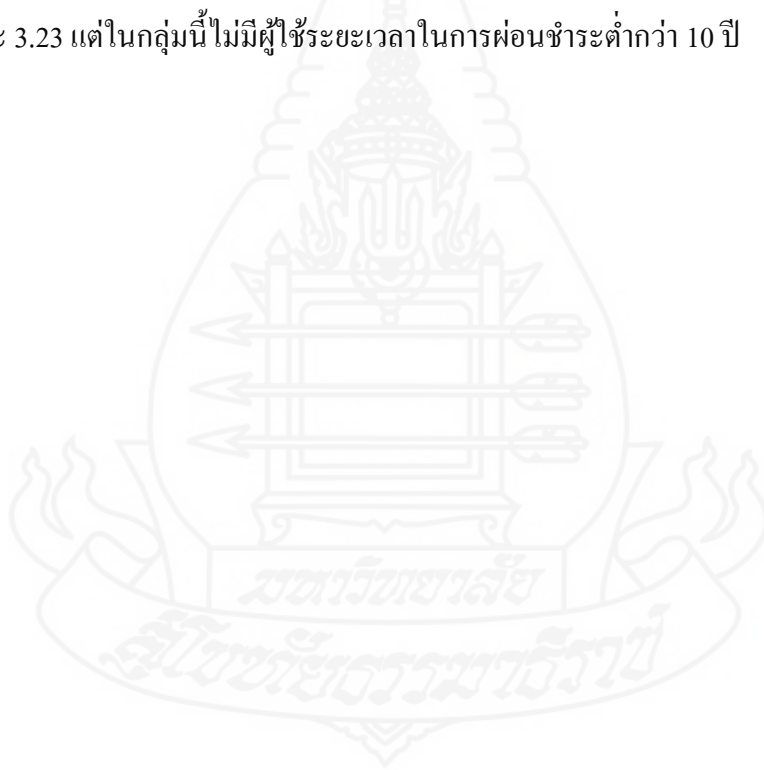 3.23 แต่ในกลุ่มนี้ไม่มีผู้ใช้ระยะเวลาในการผ่อนชำระต่ำกว่า 10 ปี
มหาวิทยาลัย
สุโขทัยธรรมาธิราช